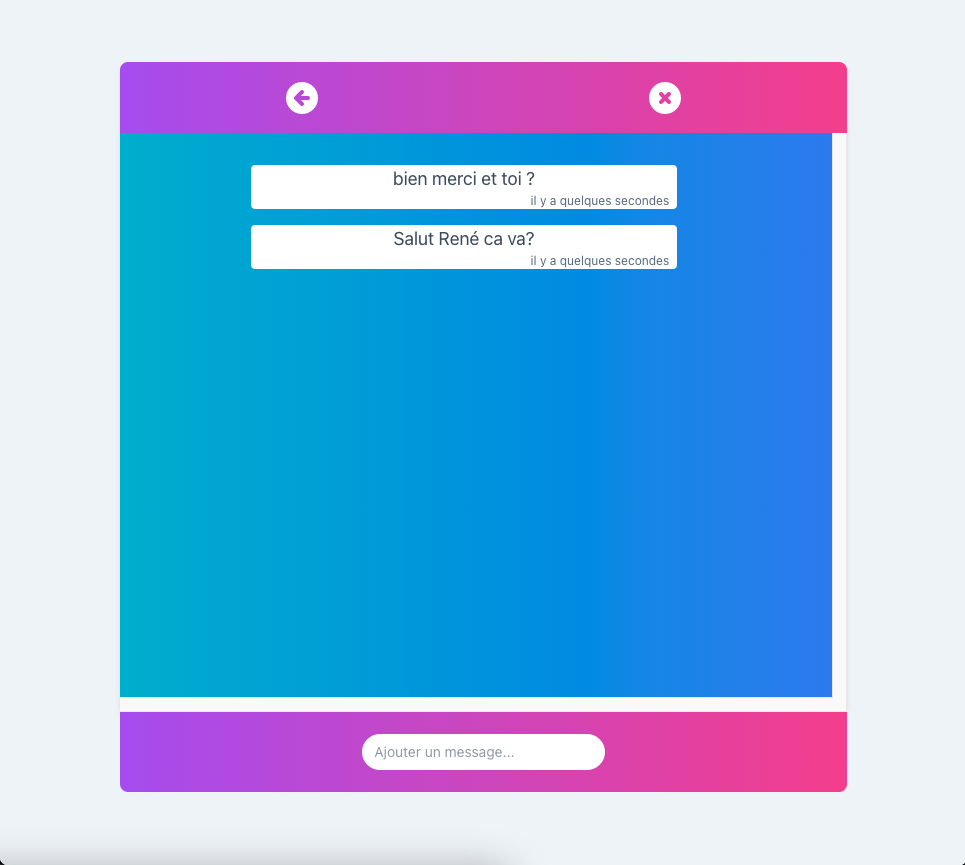 bien merci et toi ?
il y a quelques secondes
Salut René ca va?
il y a quelques secondes
Ajouter un message...